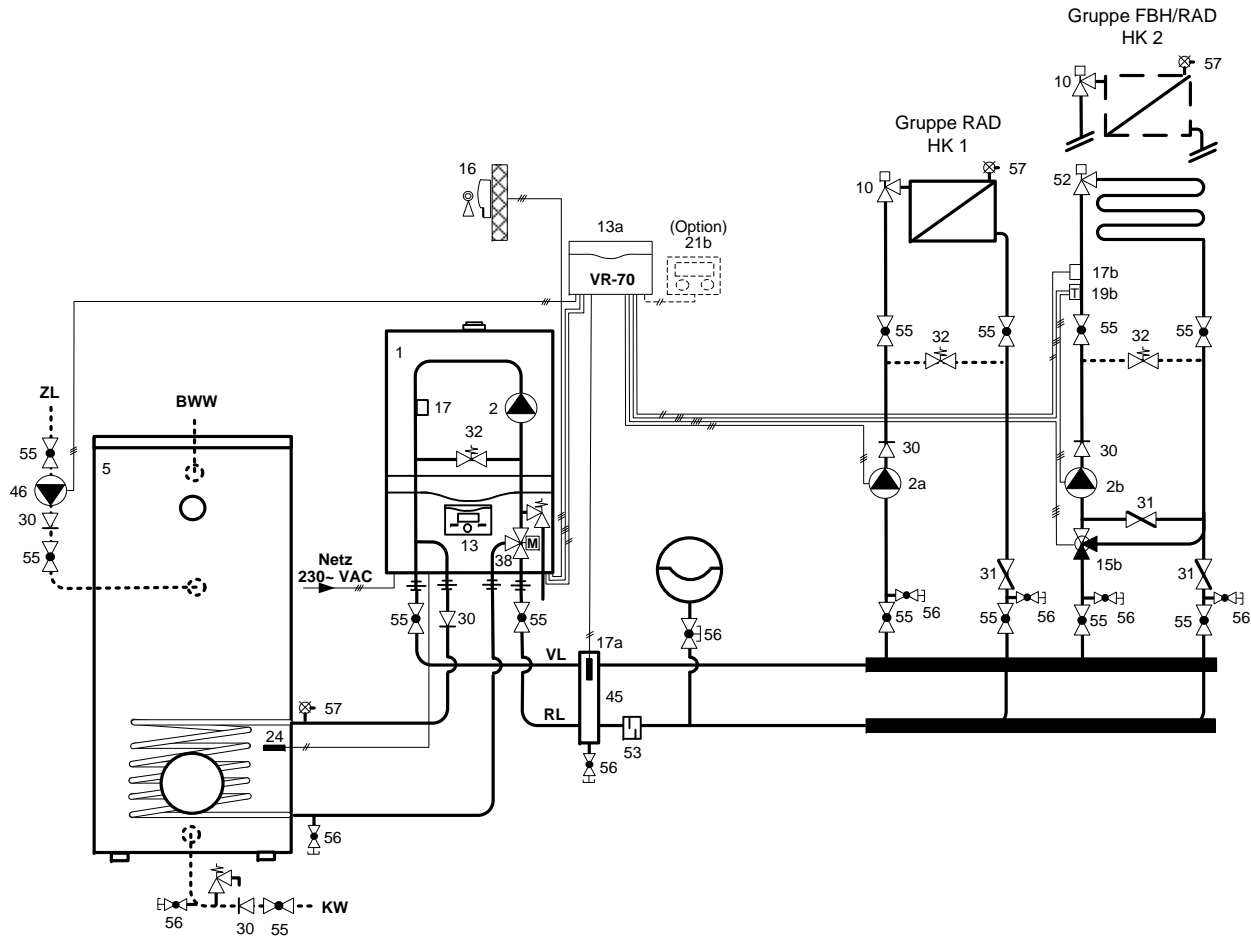 Gruppe FBH/RAD
HK 2
57
10
Gruppe RAD
HK 1
57
16
10
52
13a
(Option)
21b
VR-70
17b
T
19b
1
55
32
55
55
32
55
ZL
BWW
17
2
32
55
5
30
30
46
2a
2b
31
30
13
M
38
55
Netz
230~ VAC
15b
31
31
55
30
55
56
56
56
56
56
17a
55
55
55
55
VL
45
RL
57
53
24
56
56
56
30
55
KW